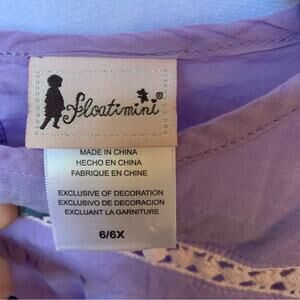 Floatimini®
MADE IN CHINA
HECHO EN CHINA
FABRIQUE EN CHINE
EXCLUSIVE OF DECORATION
EXCLUSIVO DE DECORACION
EXCLUANT LA GARNITURE
6/6X